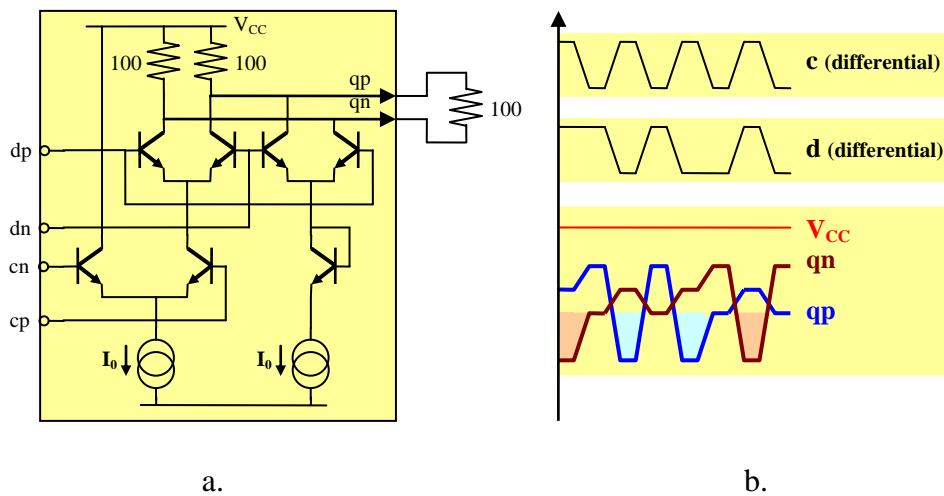 V_CC
100
100
qp
qn
100
dp
dn
cn
cp
I_0
I_0
a.
c (differential)
d (differential)
V_CC
qn
qp
b.